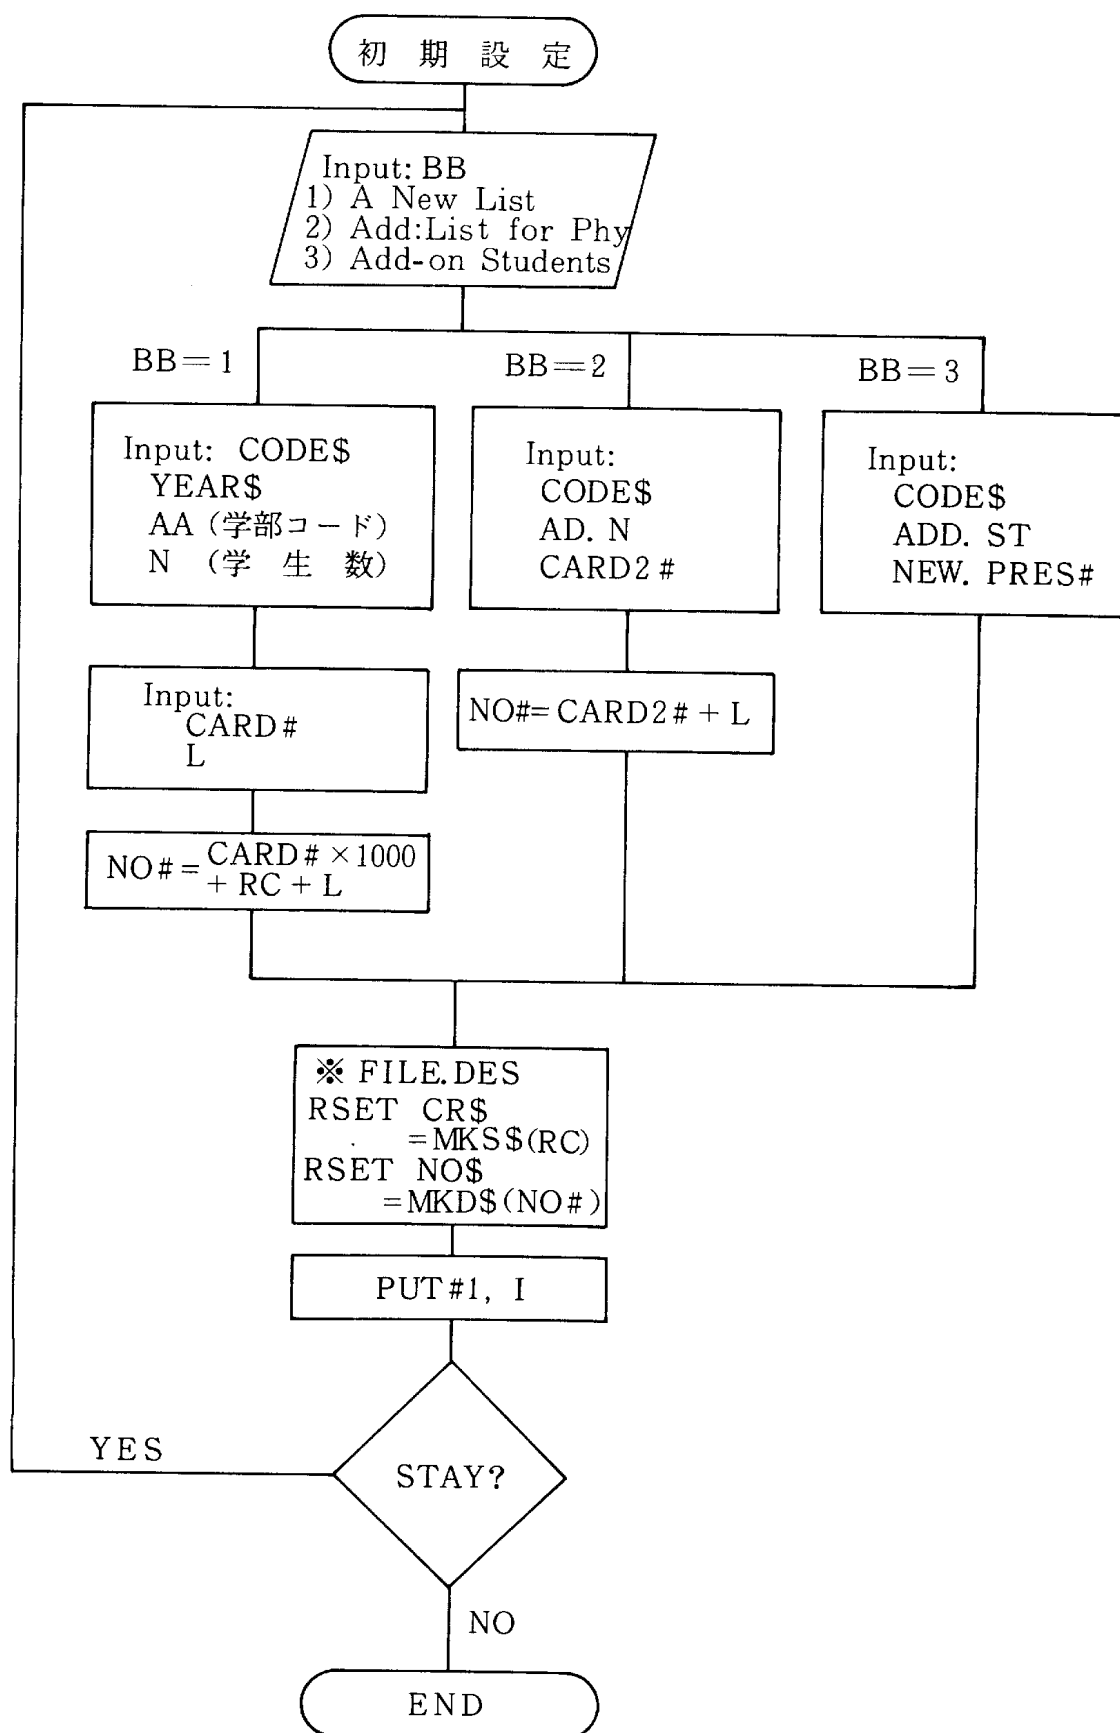 初 期 設 定
Input: BB
1) A New List
2) Add:List for Phy
3) Add-on Students
BB=1
BB=2
BB=3
Input: CODE$
YEAR$
AA (学部コード)
N (学 生 数)
Input:
CODE$
AD. N
CARD2#
Input:
CODE$
ADD. ST
NEW. PRES#
Input:
CARD#
L
NO#=CARD2#+L
NO#=CARD#×1000
+RC+L
※ FILE.DES
RSET CR$
=MKS$(RC)
RSET NO$
=MKD$(NO#)
PUT#1, I
YES
STAY?
NO
END